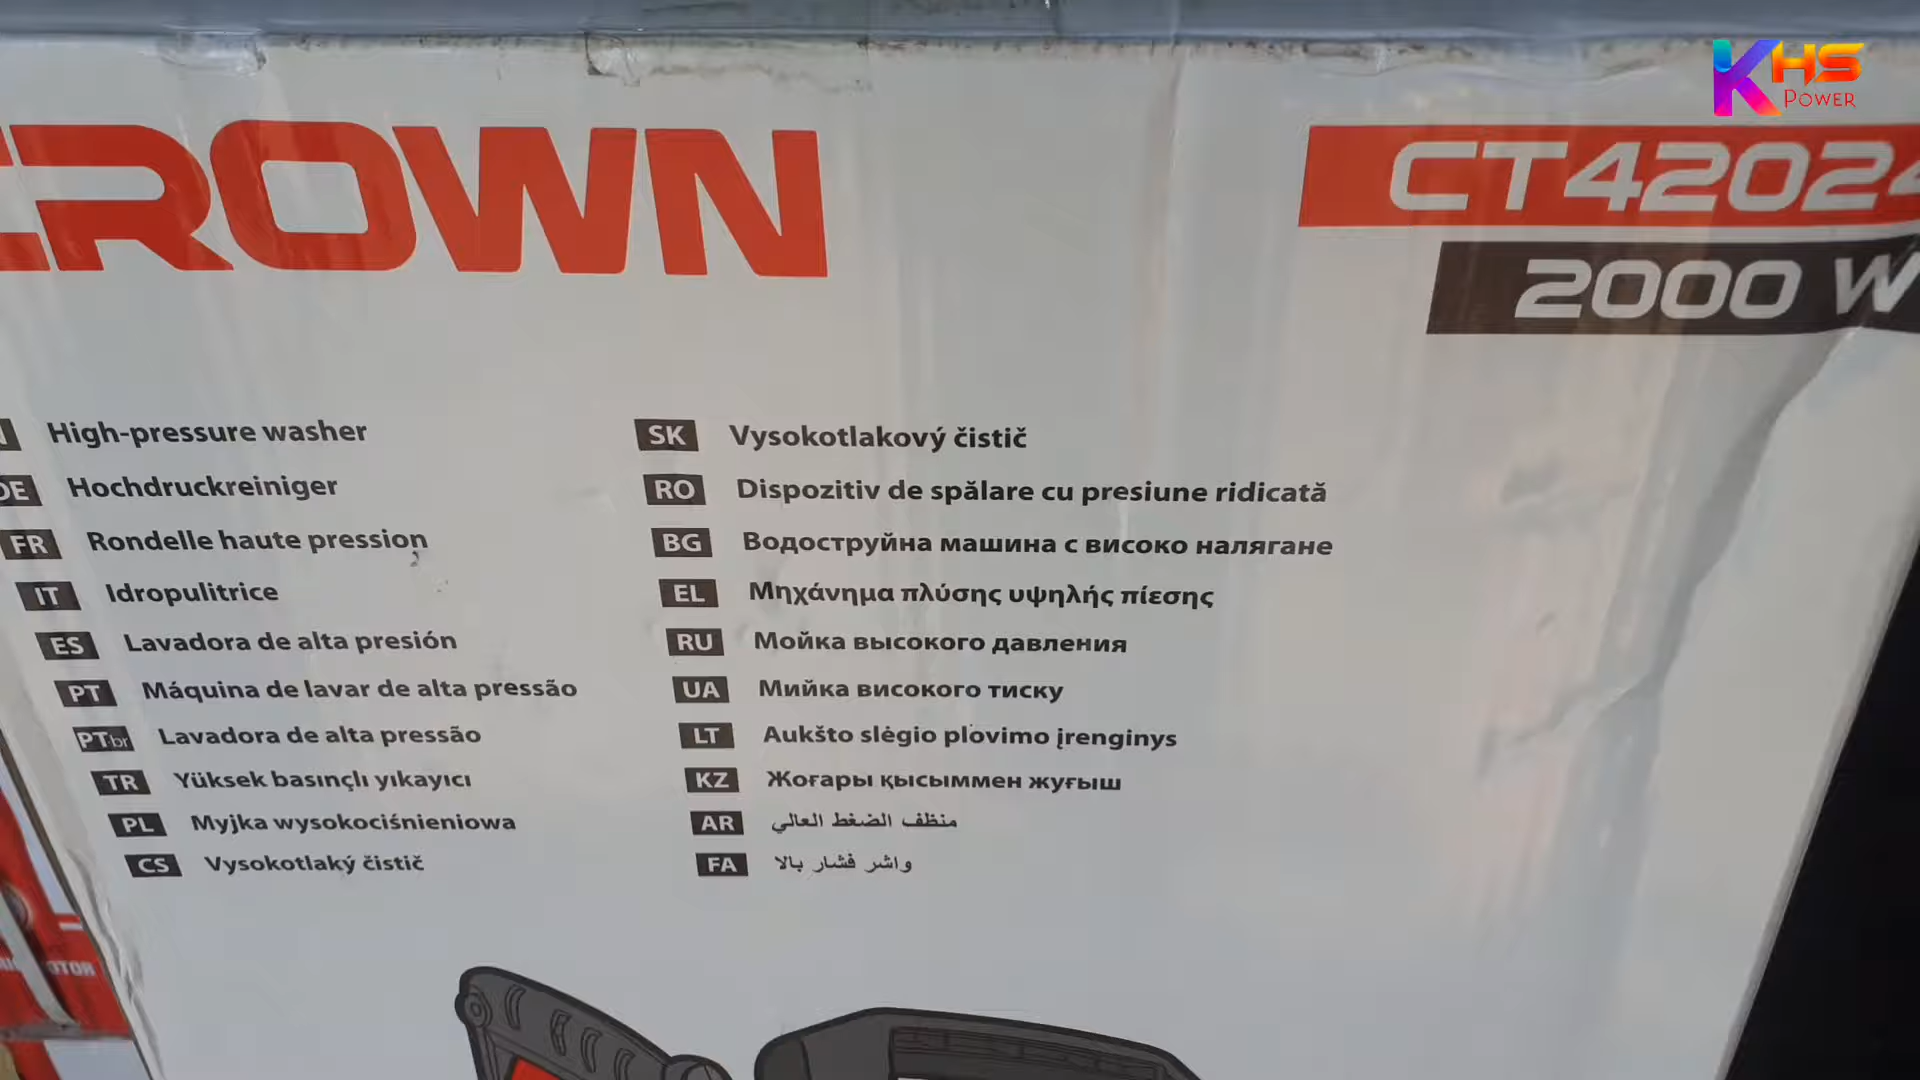 KHS
POWER
CROWN
CT42024
2000 W
High-pressure washer
DE Hochdruckreiniger
FR Rondelle haute pression
IT Idropulitrice
ES Lavadora de alta presión
PT Máquina de lavar de alta pressão
PT-br Lavadora de alta pressão
TR Yüksek basınçlı yıkayıcı
PL Myjka wysokociśnieniowa
CS Vysokotlaký čistič
SK Vysokotlakový čistič
RO Dispozitiv de spălare cu presiune ridicată
BG Водоструйна машина с високо налягане
EL Μηχάνημα πλύσης υψηλής πίεσης
RU Мойка высокого давления
UA Мийка високого тиску
LT Aukšto slėgio plovimo įrenginys
KZ Жоғары қысыммен жуғыш
AR منظف الضغط العالي
FA واشر فشار بالا